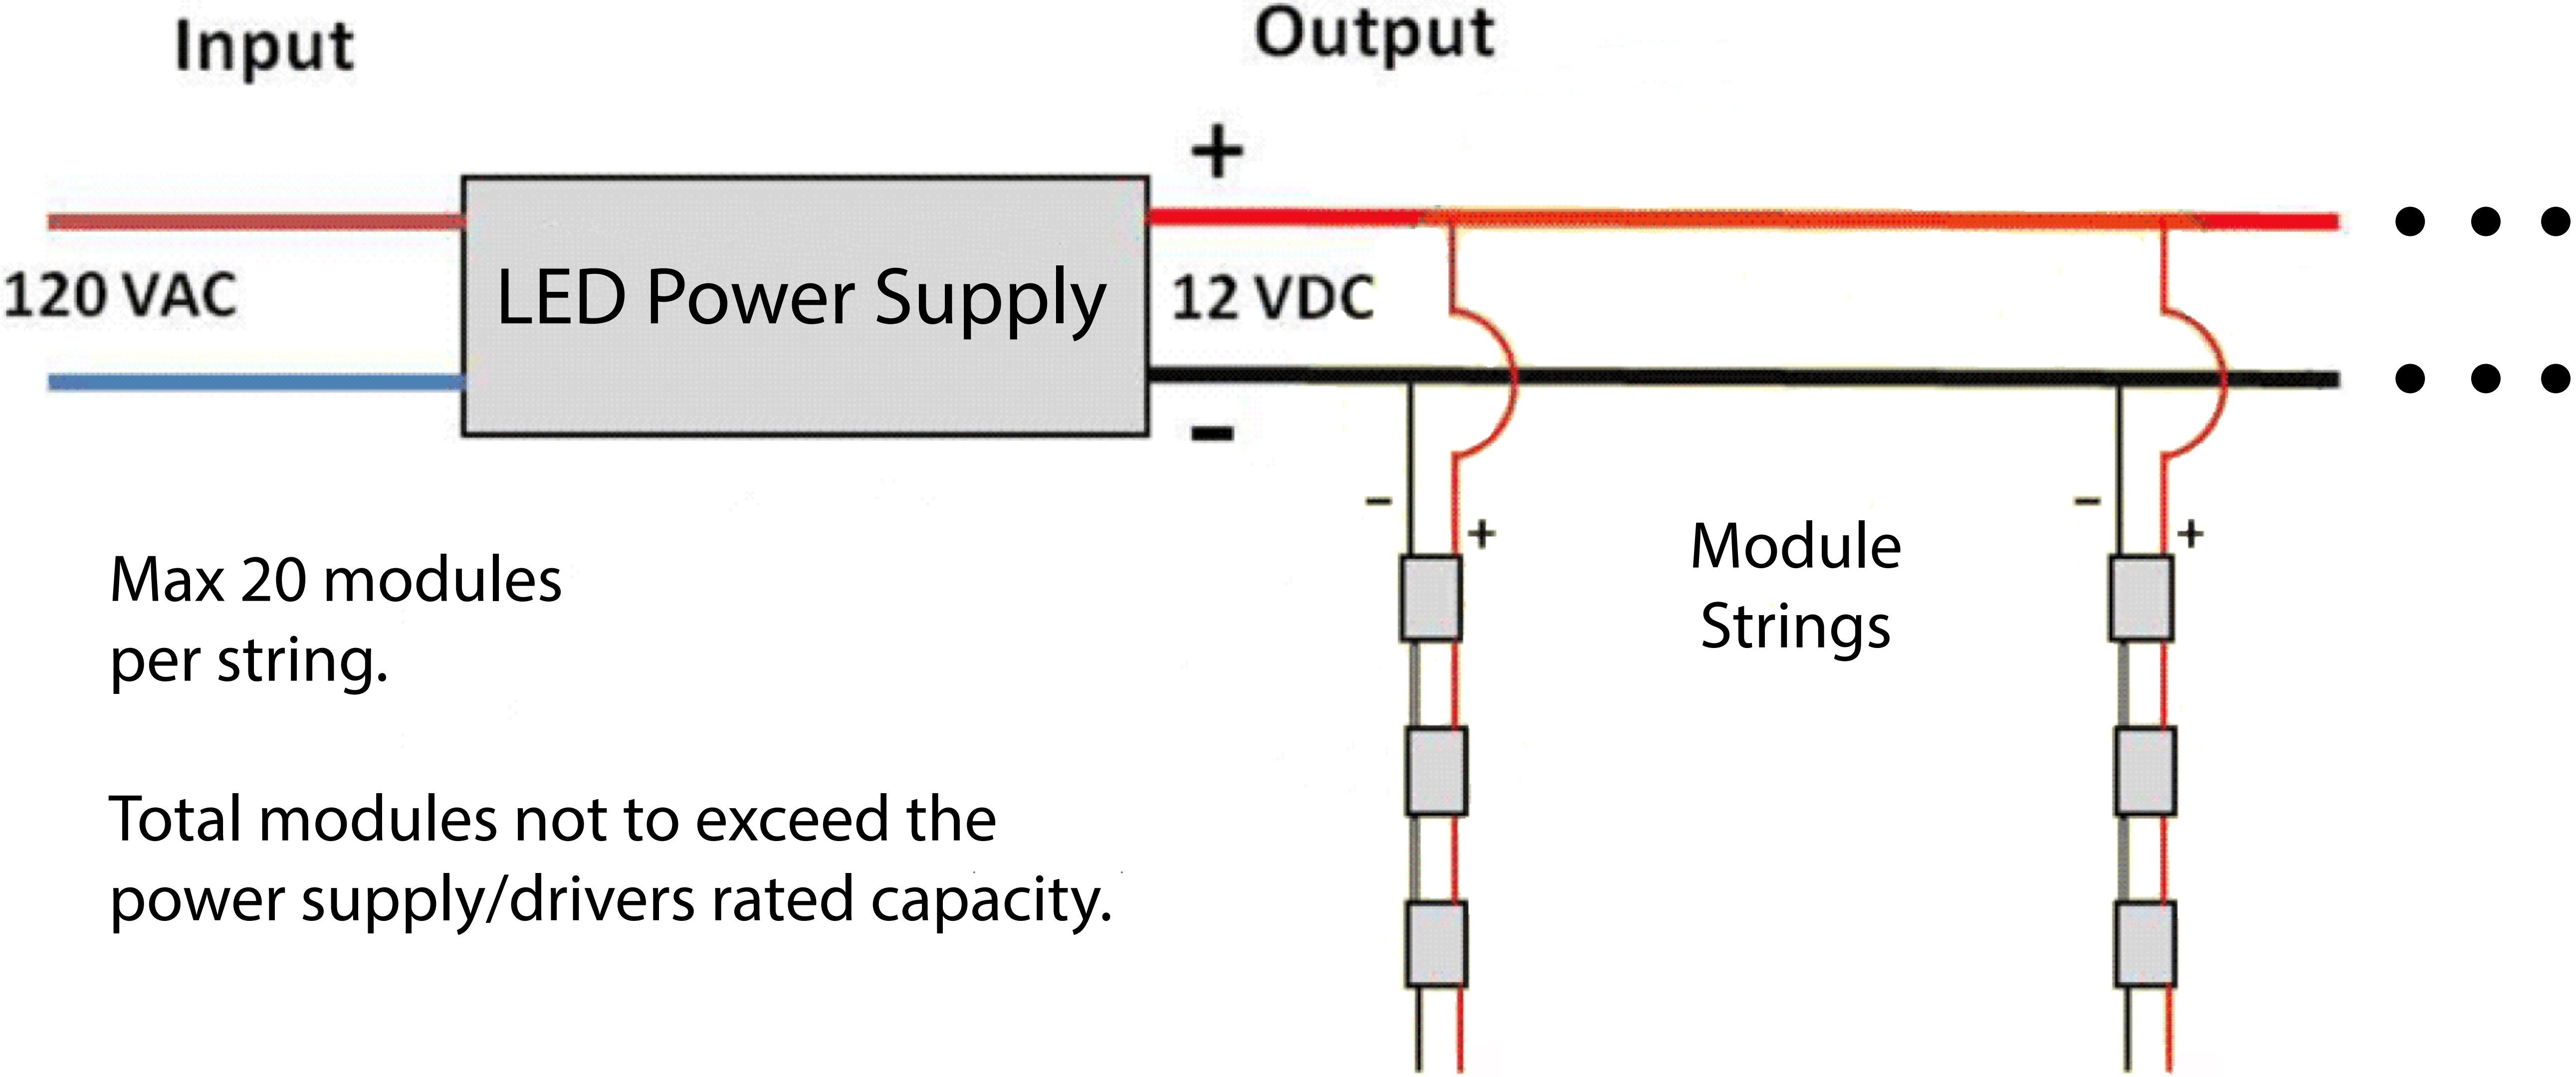 Input
Output
+
120 VAC
LED Power Supply
12 VDC
-
- +
- +
Module
Strings
Max 20 modules
per string.
Total modules not to exceed the
power supply/drivers rated capacity.